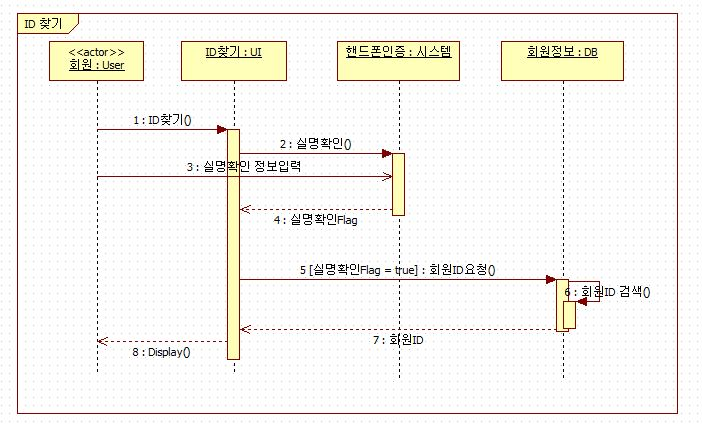 ID 찾기
<<actor>>
회원 : User
ID찾기 : UI
핸드폰인증 : 시스템
회원정보 : DB
1 : ID찾기()
2 : 실명확인()
3 : 실명확인 정보입력
4 : 실명확인Flag
5 [실명확인Flag = true] : 회원ID요청()
6 : 회원ID 검색()
7 : 회원ID
8 : Display()